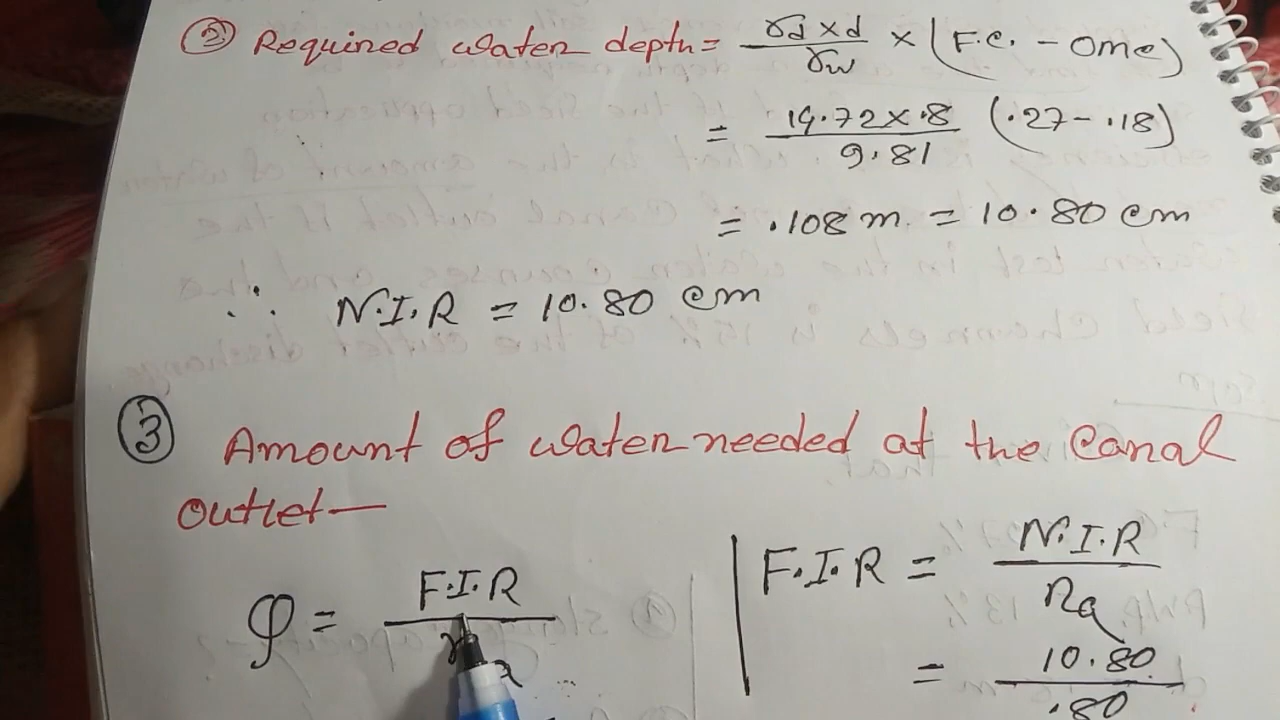 ② Required water depth = γd × d / γw × (F.C. - OMC)
= 14.72 × .8 / 9.81 (.27 - .18)
= .108 m. = 10.80 cm
∴ N.I.R = 10.80 cm
③ Amount of water needed at the Canal
outlet —
φ = F.I.R /
F.I.R = N.I.R / ηa
= 10.80 / .80